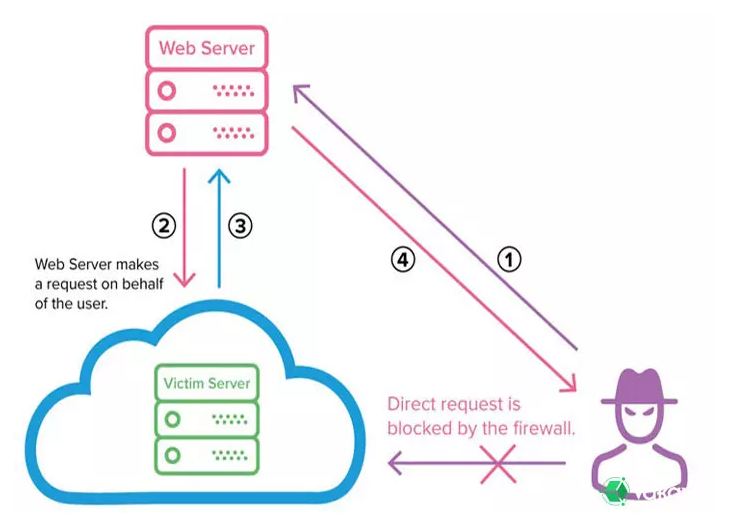 Web Server
②
③
Web Server makes
a request on behalf
of the user.
④
①
Victim Server
Direct request is
blocked by the firewall.